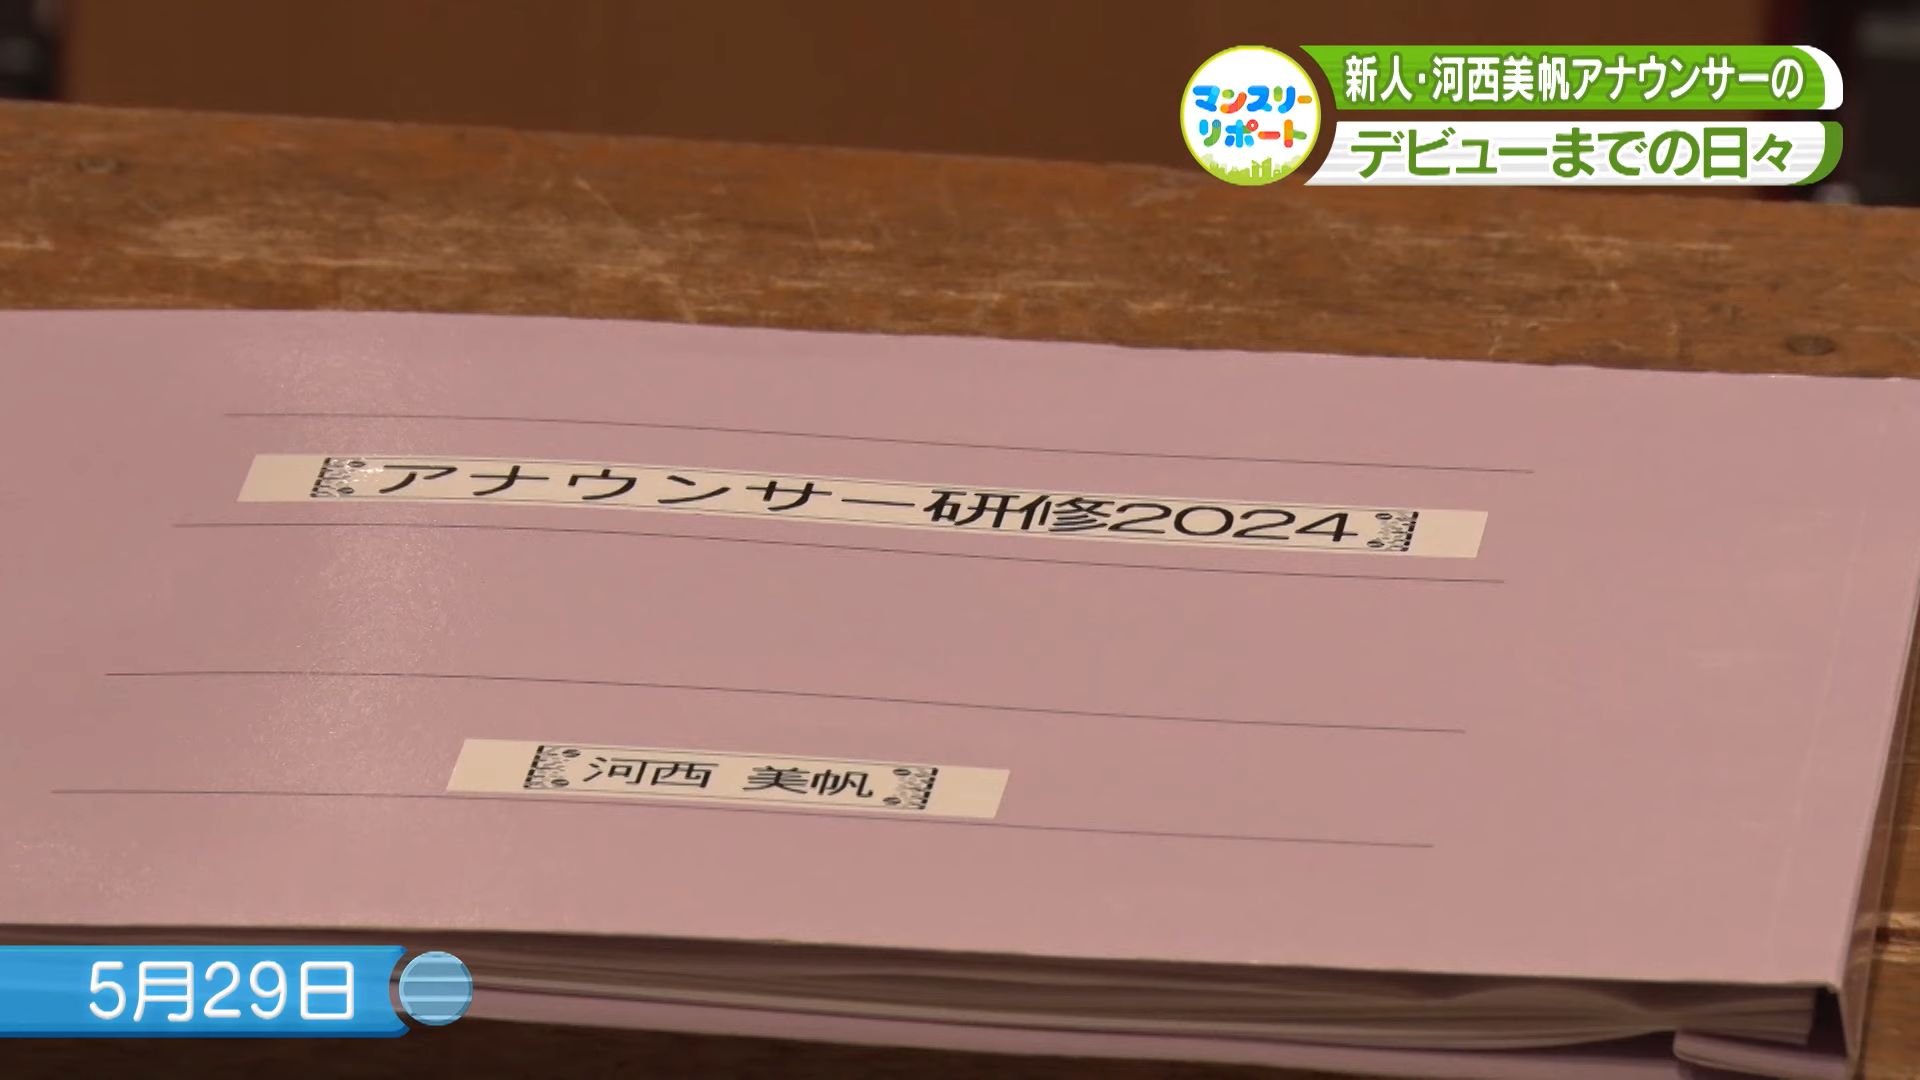 マンスリー
リポート
新人・河西美帆アナウンサーの
デビューまでの日々
アナウンサー研修2024
河西 美帆
5月29日